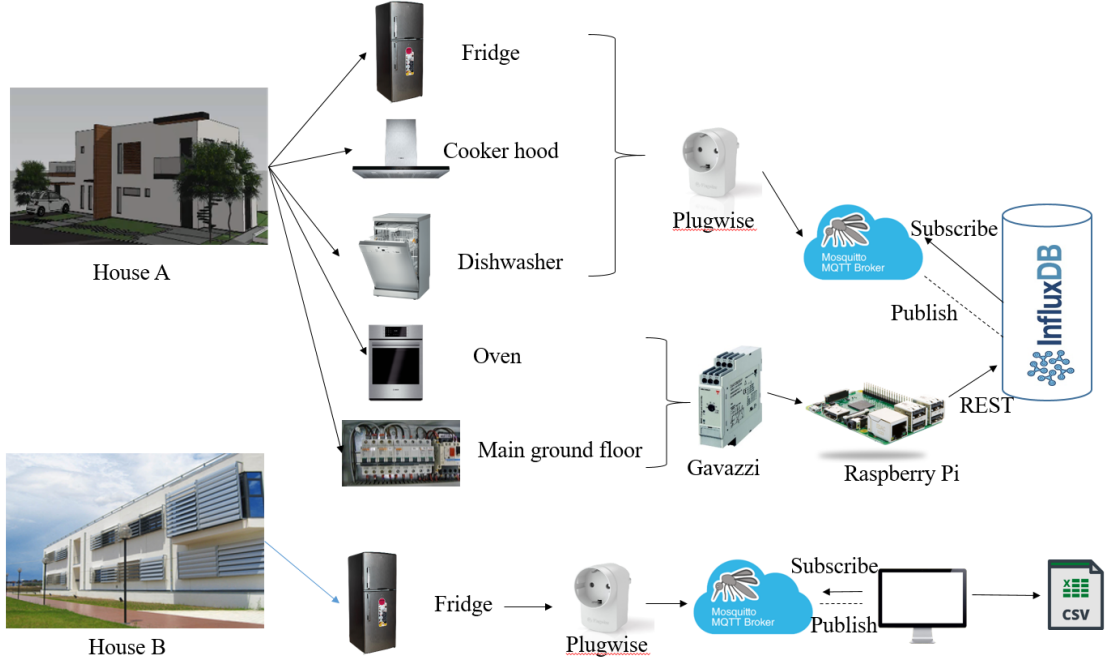 Fridge
Cooker hood
Plugwise
Subscribe
Mosquitto
MQTT Broker
House A
Dishwasher
InfluxDB
Publish
Oven
REST
Main ground floor
Gavazzi
Raspberry Pi
Subscribe
Mosquitto
MQTT Broker
Fridge
CSV
Publish
House B
Plugwise